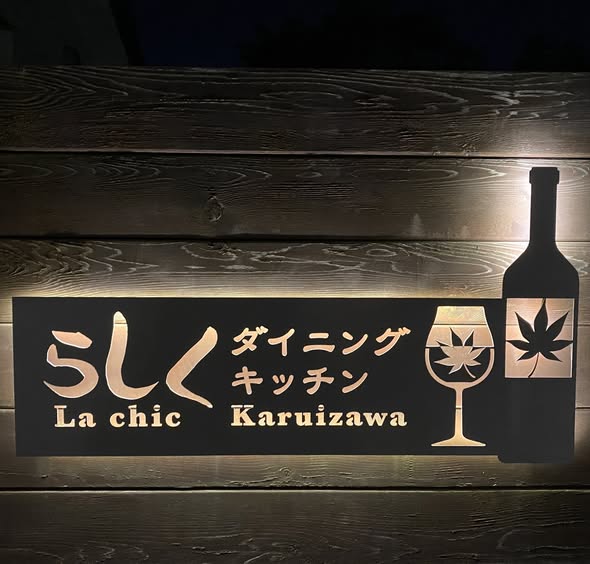 らしく
La chic
ダイニング
キッチン
Karuizawa